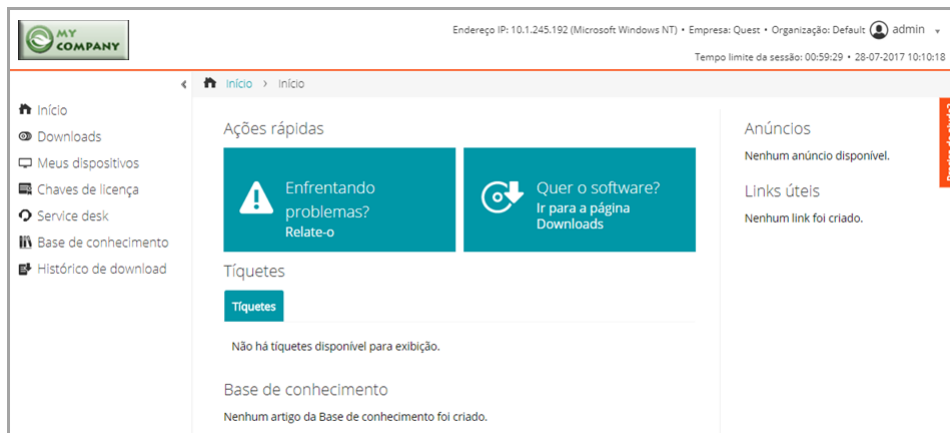 MY
COMPANY
Endereço IP: 10.1.245.192 (Microsoft Windows NT) • Empresa: Quest • Organização: Default admin
Tempo limite da sessão: 00:59:29 • 28-07-2017 10:10:18
Início > Início
Início
Downloads
Meus dispositivos
Chaves de licença
Service desk
Base de conhecimento
Histórico de download
Ações rápidas
Enfrentando
problemas?
Relate-o
Quer o software?
Ir para a página
Downloads
Tíquetes
Tíquetes
Não há tíquetes disponível para exibição.
Base de conhecimento
Nenhum artigo da Base de conhecimento foi criado.
Anúncios
Nenhum anúncio disponível.
Links úteis
Nenhum link foi criado.